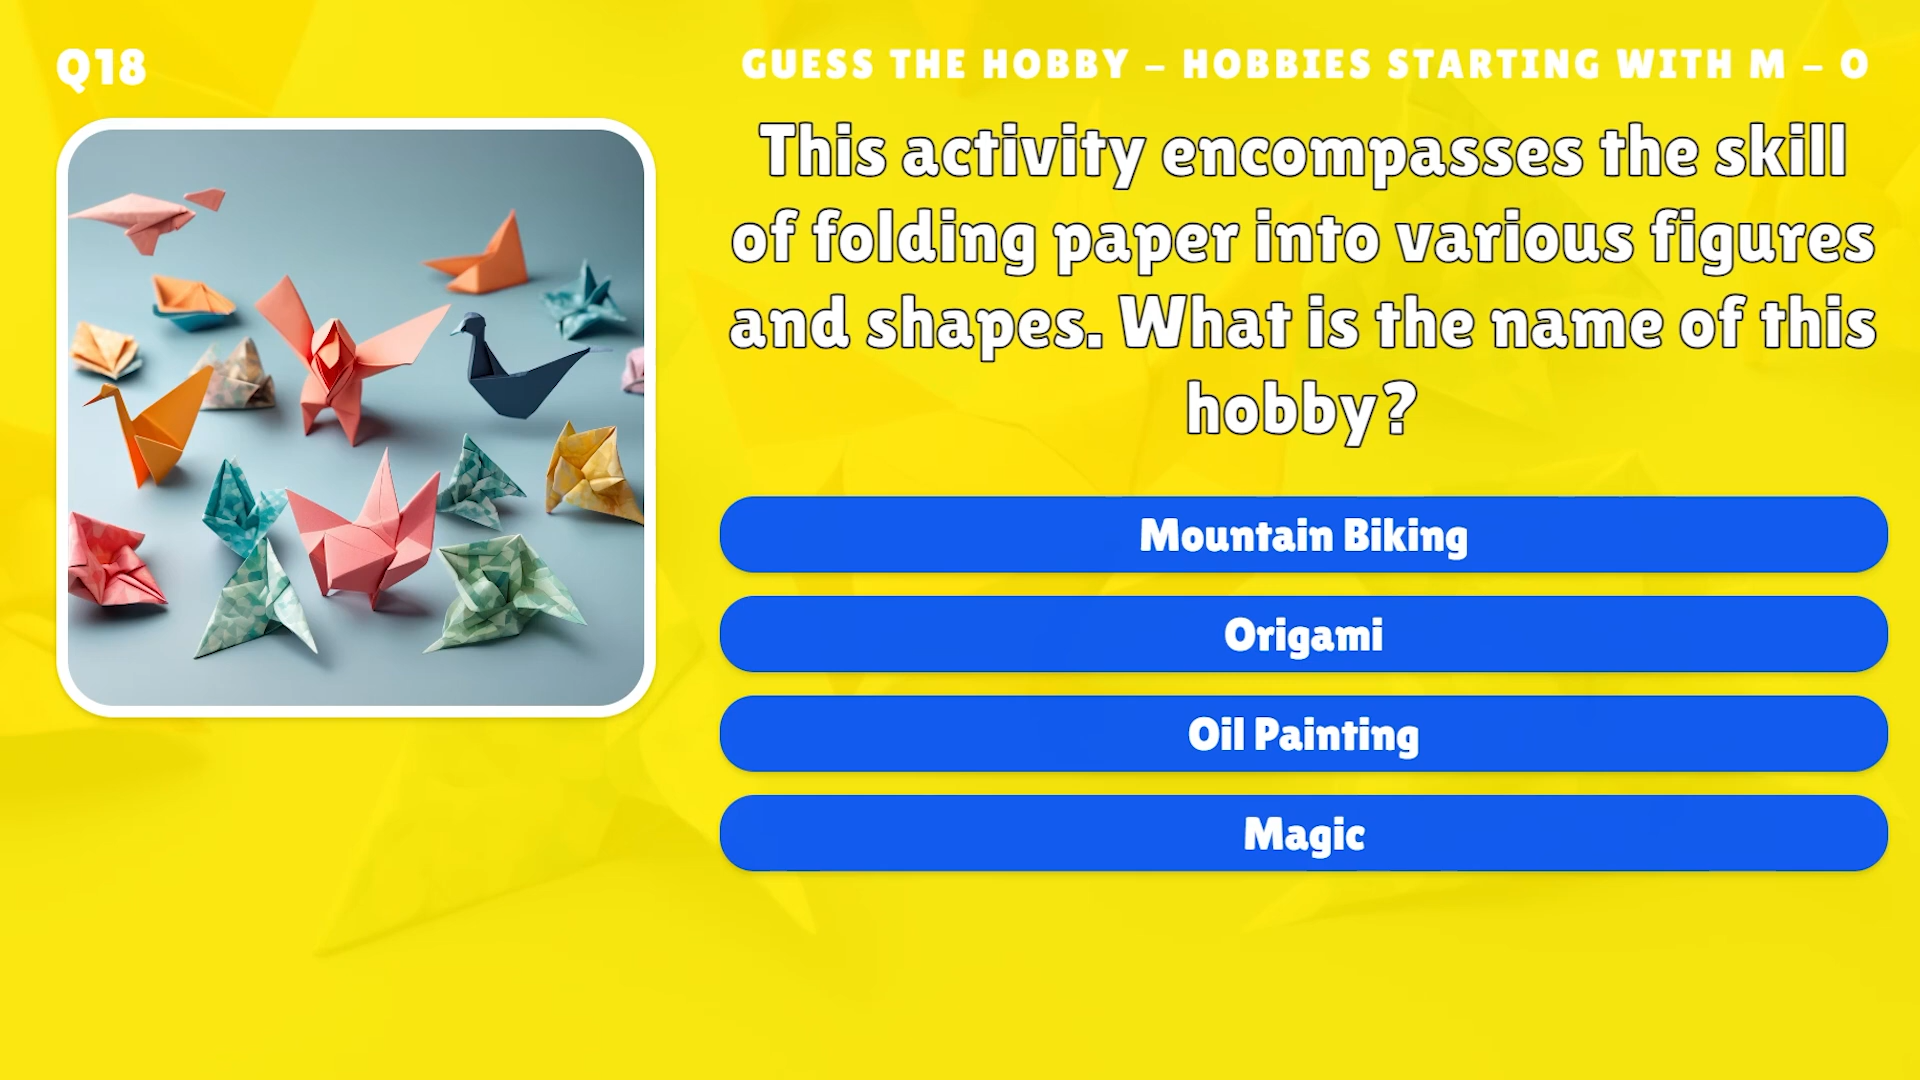 Q18
GUESS THE HOBBY – HOBBIES STARTING WITH M – O
This activity encompasses the skill
of folding paper into various figures
and shapes. What is the name of this
hobby?
Mountain Biking
Origami
Oil Painting
Magic